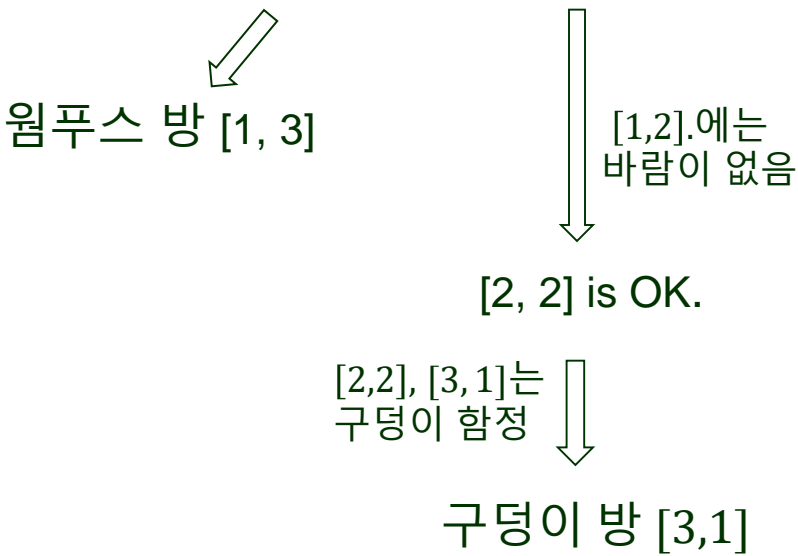 웜푸스 방 [1, 3]
[1,2].에는
바람이 없음
[2, 2] is OK.
[2,2], [3, 1]는
구덩이 함정
구덩이 방 [3,1]